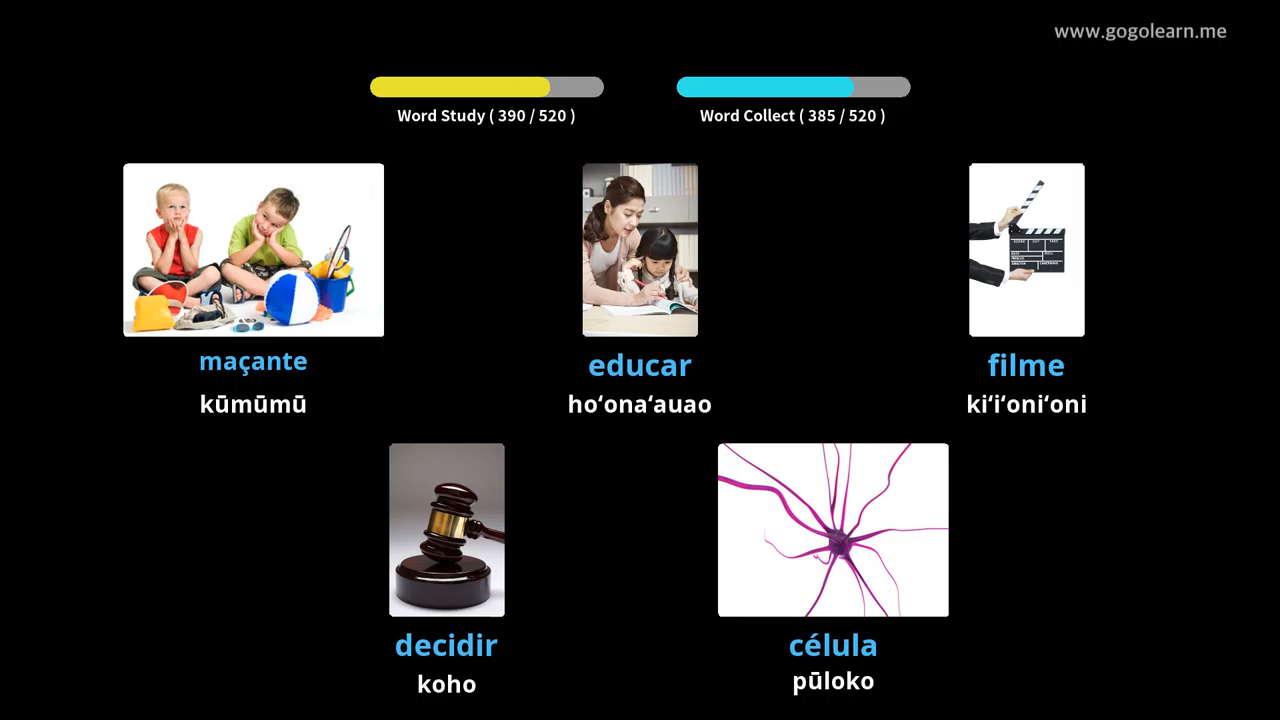 www.gogolearn.me
Word Study ( 390 / 520 )
Word Collect ( 385 / 520 )
maçante
kūmūmū
educar
hoʻonaʻauao
filme
kiʻiʻoniʻoni
decidir
koho
célula
pūloko